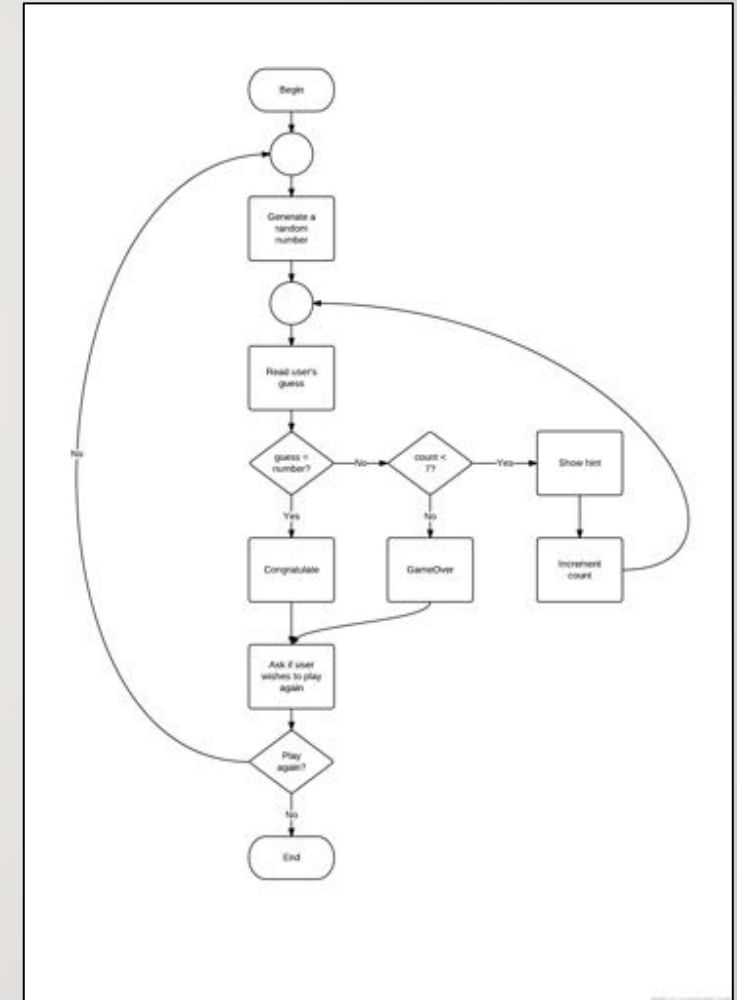 Begin
Generate a
random
number
Read user's
guess
guess =
number?
No
count <
7?
Yes
Show hint
No
Yes
No
Congratulate
GameOver
Increment
count
Ask if user
wishes to play
again
Play
again?
No
End